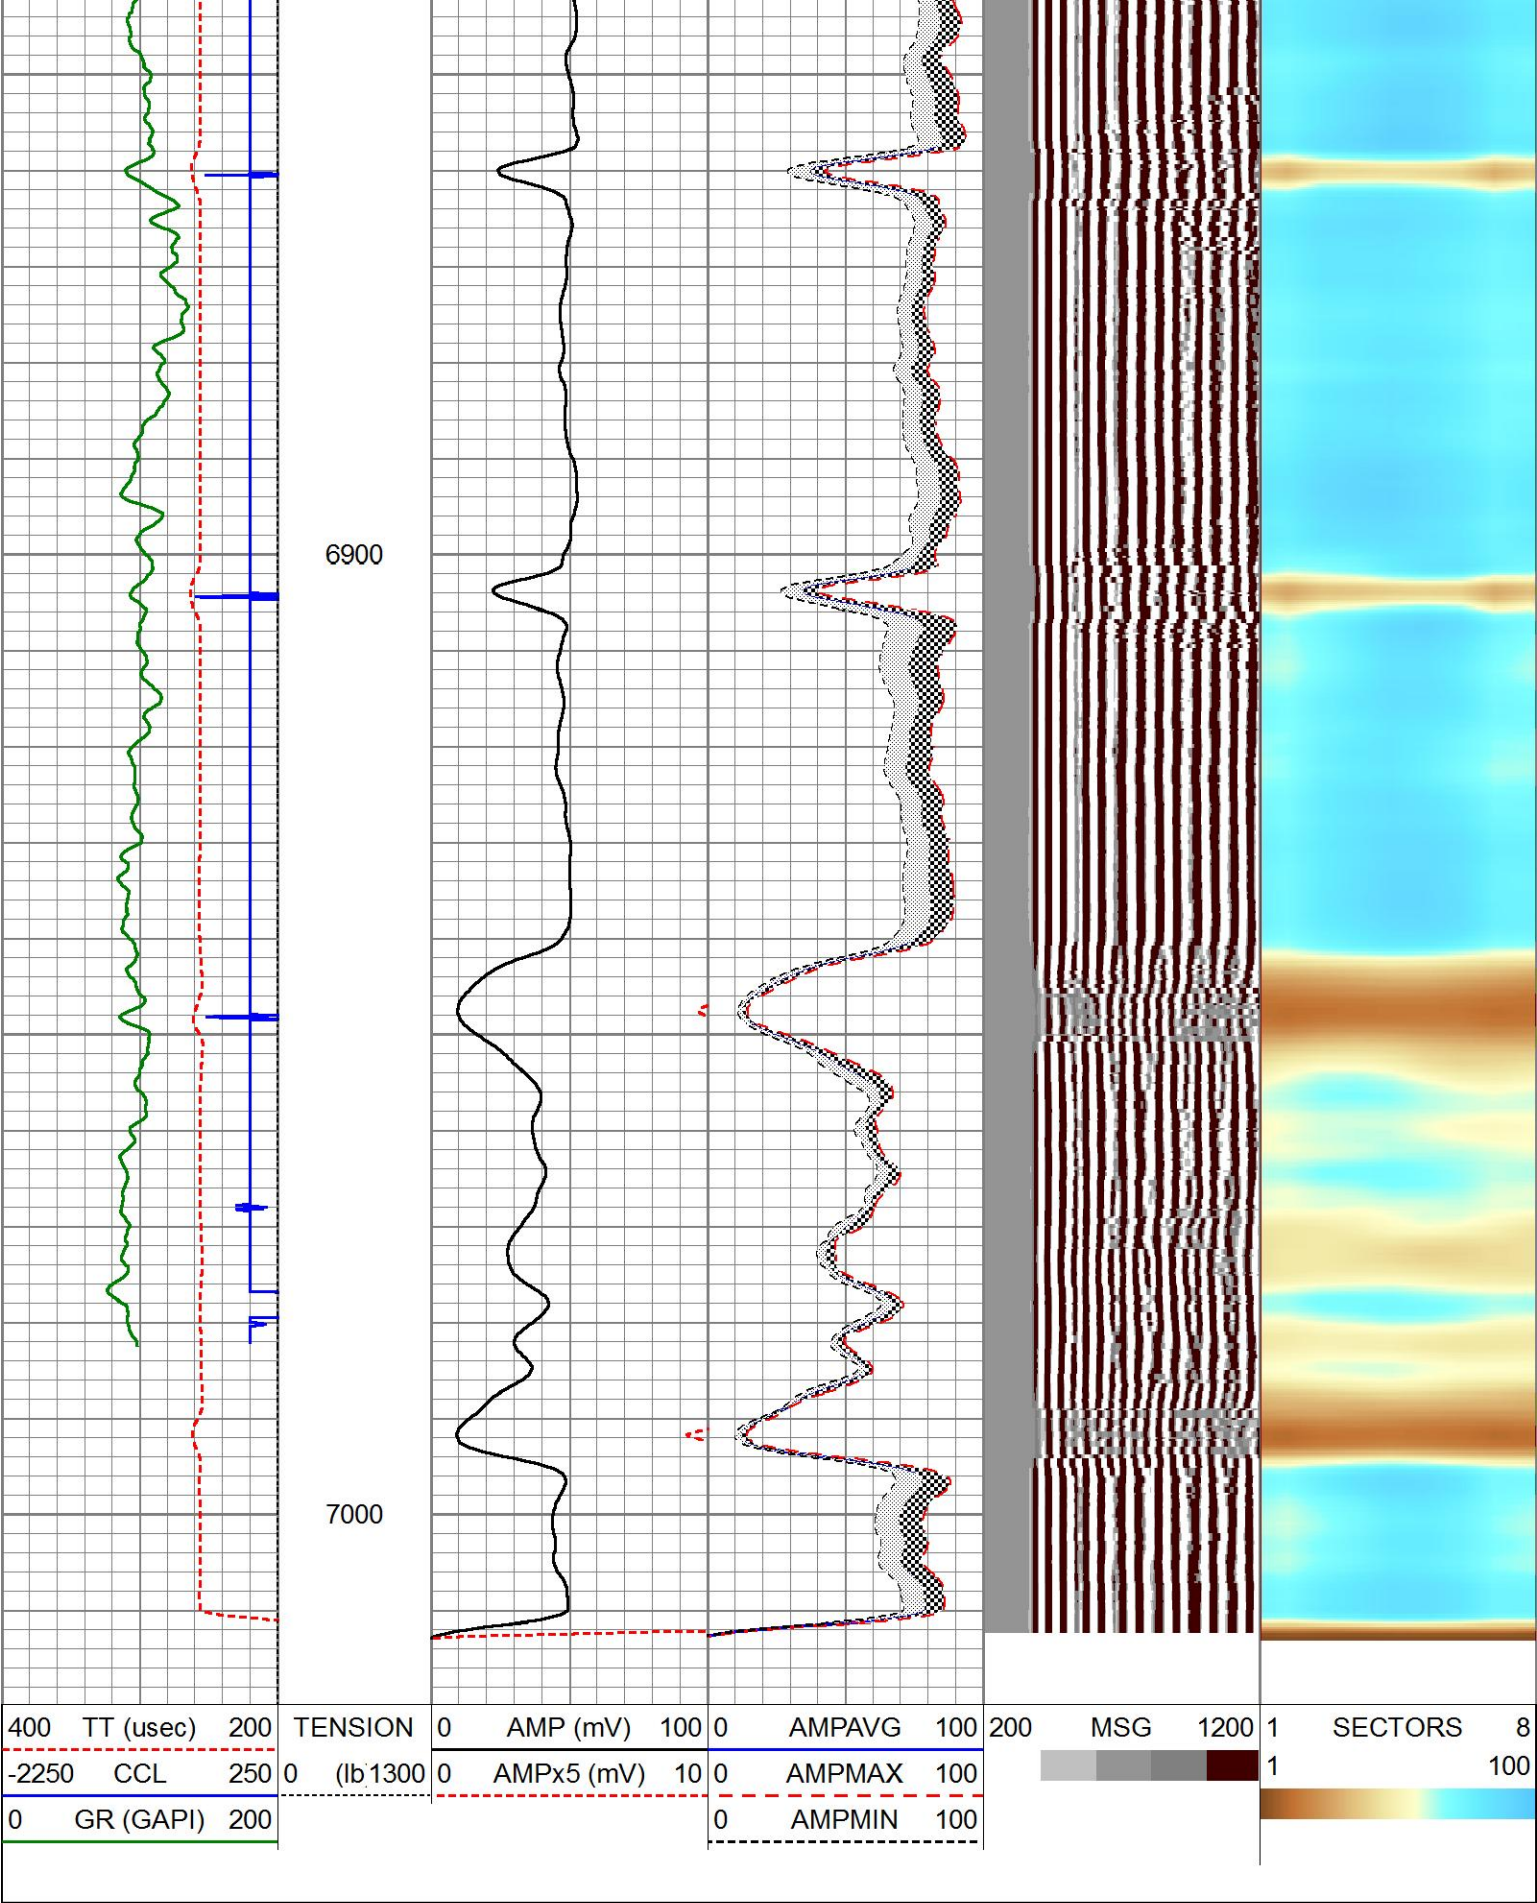 6900
7000
400 TT (usec) 200 TENSION 0 AMP (mV) 100 0 AMPAVG 100 200 MSG 1200 1 SECTORS 8
-2250 CCL 250 0 (lb) 1300 0 AMPx5 (mV) 10 0 AMPMAX 100 1 100
0 GR (GAPI) 200 0 AMPMIN 100